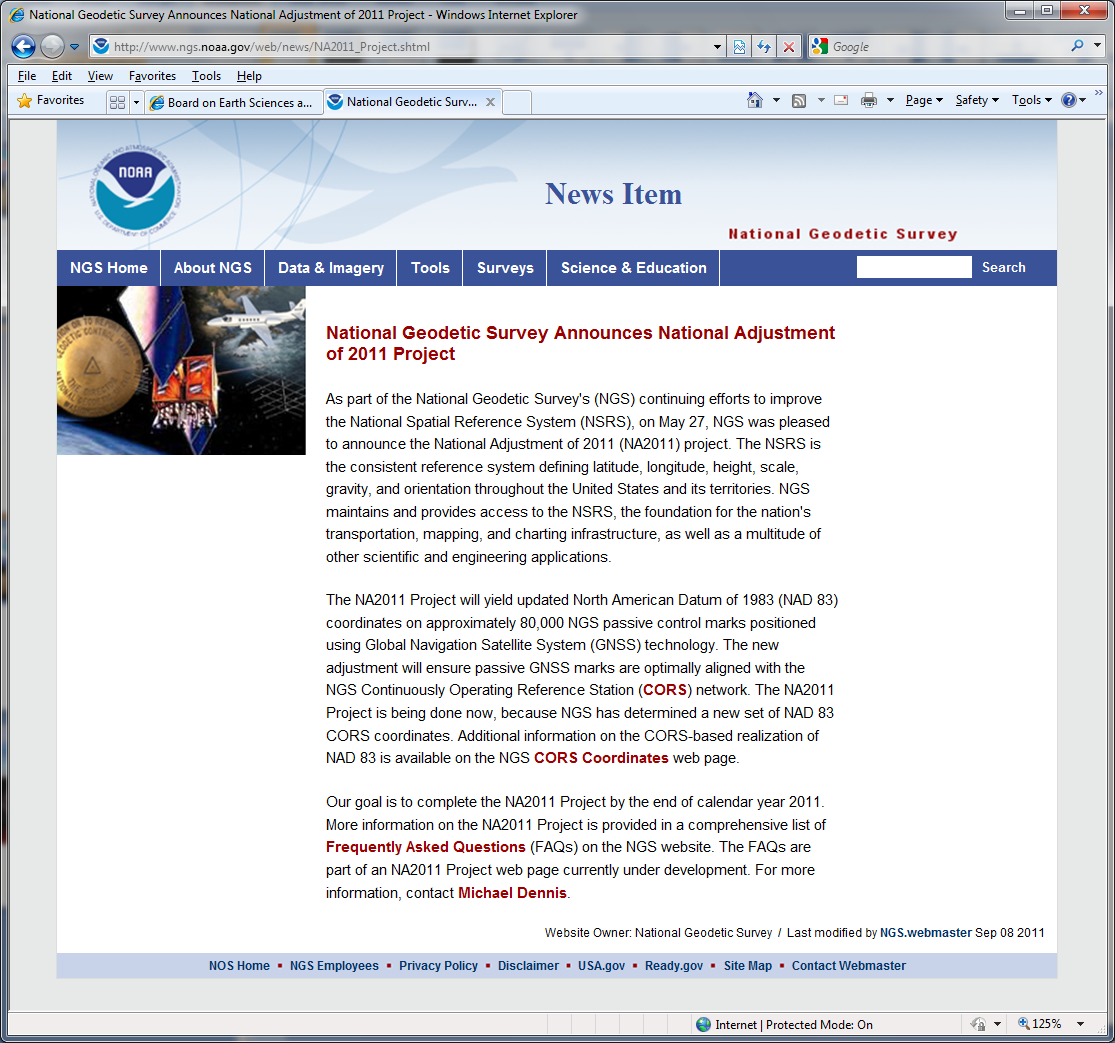 National Geodetic Survey Announces National Adjustment of 2011 Project - Windows Internet Explorer
http://www.ngs.noaa.gov/web/news/NA2011_Project.shtml
Google
File Edit View Favorites Tools Help
Favorites
Board on Earth Sciences a...
National Geodetic Surv...
Page
Safety
Tools
NOAA
NATIONAL OCEANIC AND ATMOSPHERIC ADMINISTRATION
U.S. DEPARTMENT OF COMMERCE
News Item
National Geodetic Survey
NGS Home About NGS Data & Imagery Tools Surveys Science & Education Search
National Geodetic Survey Announces National Adjustment
of 2011 Project
As part of the National Geodetic Survey's (NGS) continuing efforts to improve
the National Spatial Reference System (NSRS), on May 27, NGS was pleased
to announce the National Adjustment of 2011 (NA2011) project. The NSRS is
the consistent reference system defining latitude, longitude, height, scale,
gravity, and orientation throughout the United States and its territories. NGS
maintains and provides access to the NSRS, the foundation for the nation's
transportation, mapping, and charting infrastructure, as well as a multitude of
other scientific and engineering applications.
The NA2011 Project will yield updated North American Datum of 1983 (NAD 83)
coordinates on approximately 80,000 NGS passive control marks positioned
using Global Navigation Satellite System (GNSS) technology. The new
adjustment will ensure passive GNSS marks are optimally aligned with the
NGS Continuously Operating Reference Station (CORS) network. The NA2011
Project is being done now, because NGS has determined a new set of NAD 83
CORS coordinates. Additional information on the CORS-based realization of
NAD 83 is available on the NGS CORS Coordinates web page.
Our goal is to complete the NA2011 Project by the end of calendar year 2011.
More information on the NA2011 Project is provided in a comprehensive list of
Frequently Asked Questions (FAQs) on the NGS website. The FAQs are
part of an NA2011 Project web page currently under development. For more
information, contact Michael Dennis.
Website Owner: National Geodetic Survey / Last modified by NGS.webmaster Sep 08 2011
NOS Home ▪ NGS Employees ▪ Privacy Policy ▪ Disclaimer ▪ USA.gov ▪ Ready.gov ▪ Site Map ▪ Contact Webmaster
Internet | Protected Mode: On
125%